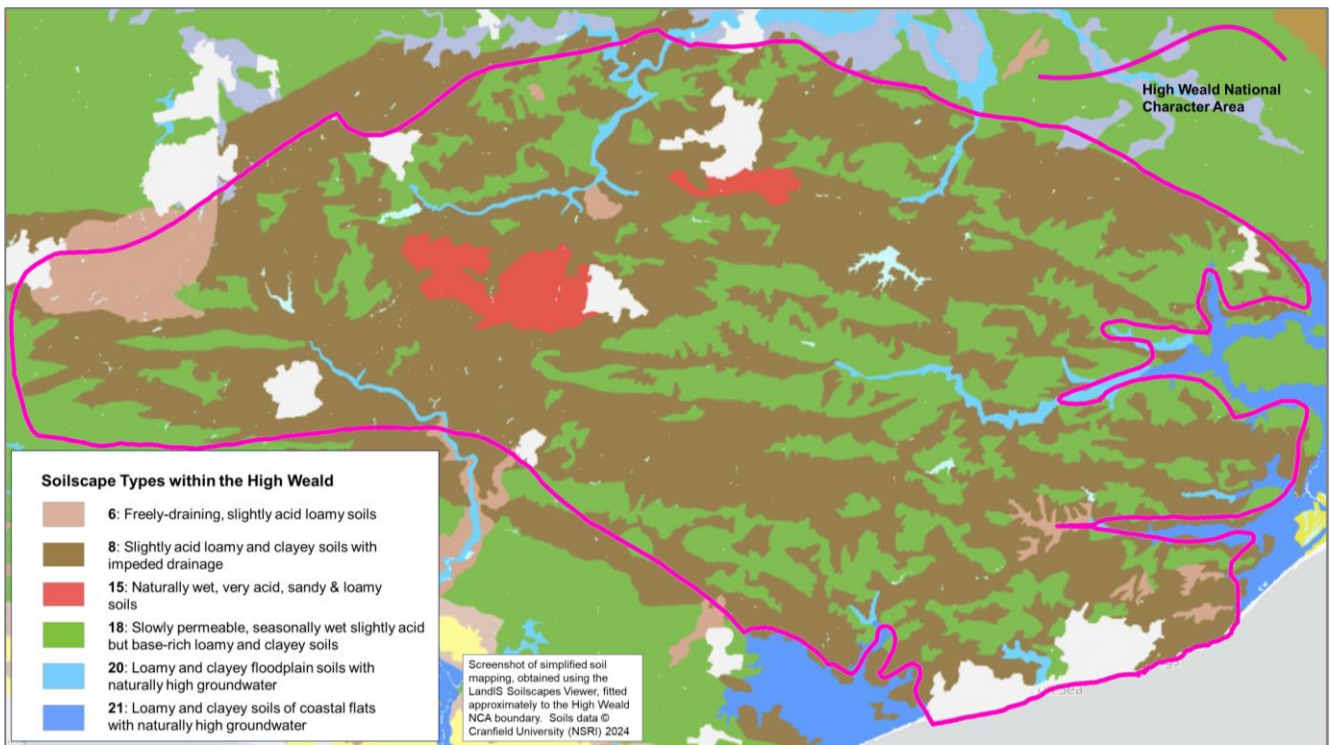 High Weald National
Character Area
Soilscape Types within the High Weald
6: Freely-draining, slightly acid loamy soils
8: Slightly acid loamy and clayey soils with
impeded drainage
15: Naturally wet, very acid, sandy & loamy
soils
18: Slowly permeable, seasonally wet slightly acid
but base-rich loamy and clayey soils
20: Loamy and clayey floodplain soils with
naturally high groundwater
21: Loamy and clayey soils of coastal flats
with naturally high groundwater
Screenshot of simplified soil
mapping, obtained using the
LandIS Soilscapes Viewer, fitted
approximately to the High Weald
NCA boundary. Soils data ©
Cranfield University (NSRI) 2024
Sea